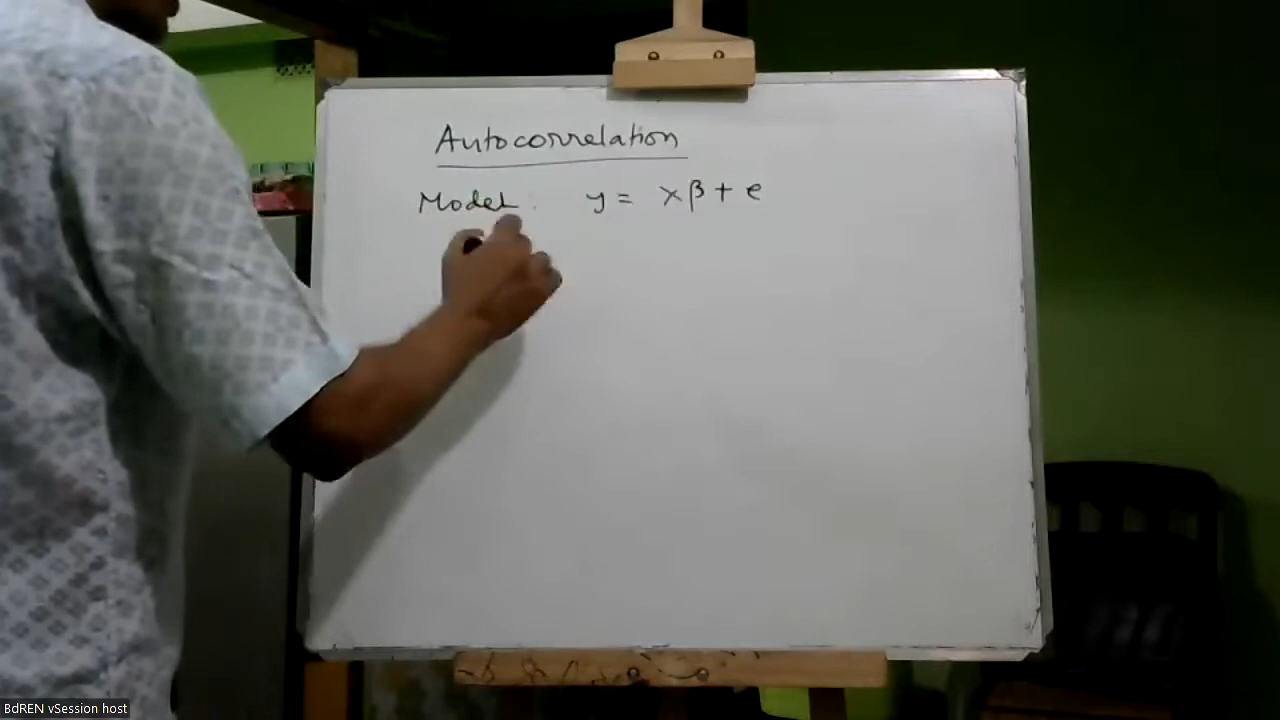 Autocorrelation
Model: y = xβ + e
BdREN vSession host